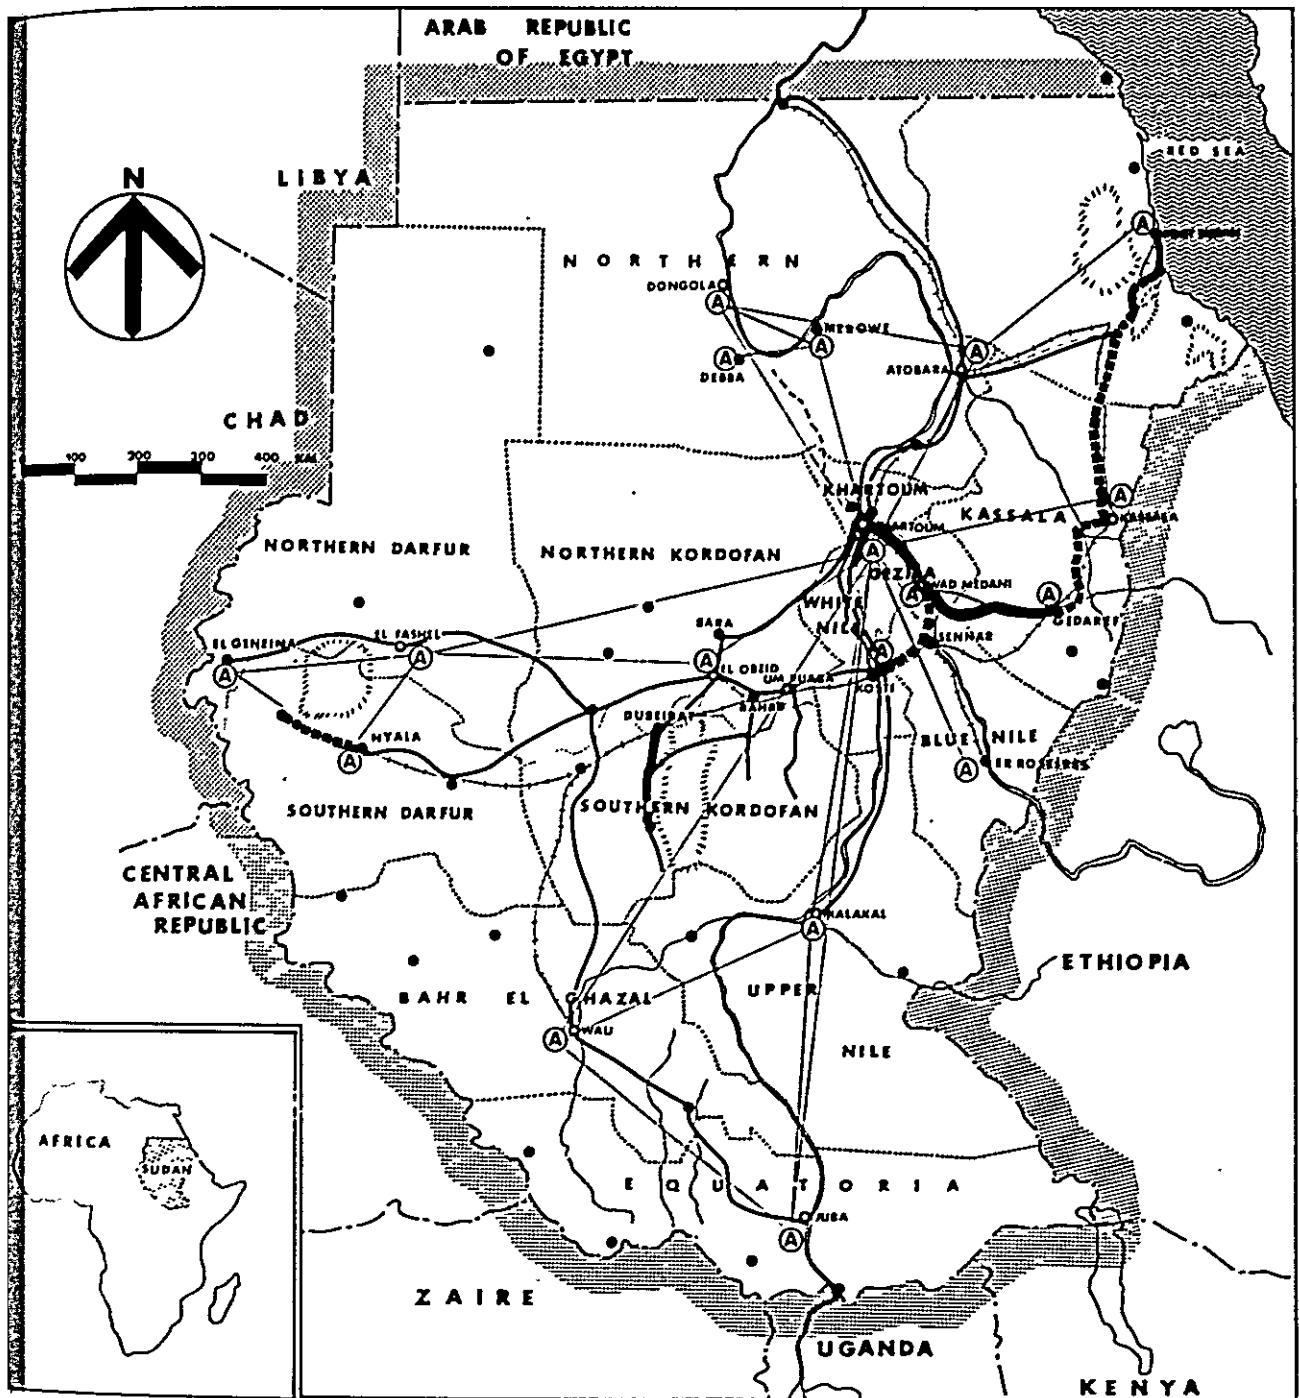 ARAB REPUBLIC
OF EGYPT
RED SEA
N
LIBYA
NORTHERN
DONGOLA
A
A
MEROWE
A
A
DEBBA
A
ATOBARA
CHAD
100 200 300 400 KM
KHARTOUM
KASSALA
A
KASSALA
NORTHERN DARFUR
NORTHERN KORDOFAN
A
GEZIRA
WAD MEDANI
A
A
GEDAREF
WHITE
NILE
SENNAR
BARA
EL GENEINA
EL FASHEL
A
A
A
EL OBEID
A
KOSTI
UM RUABA
RAHAD
DUBEIBAT
NYALA
A
BLUE NILE
A
ER ROSEIRES
SOUTHERN DARFUR
SOUTHERN KORDOFAN
CENTRAL
AFRICAN
REPUBLIC
MALAKAL
A
ETHIOPIA
BAHR EL GHAZAL
UPPER
NILE
WAU
A
AFRICA
SUDAN
EQUATORIA
JUBA
A
ZAIRE
UGANDA
KENYA